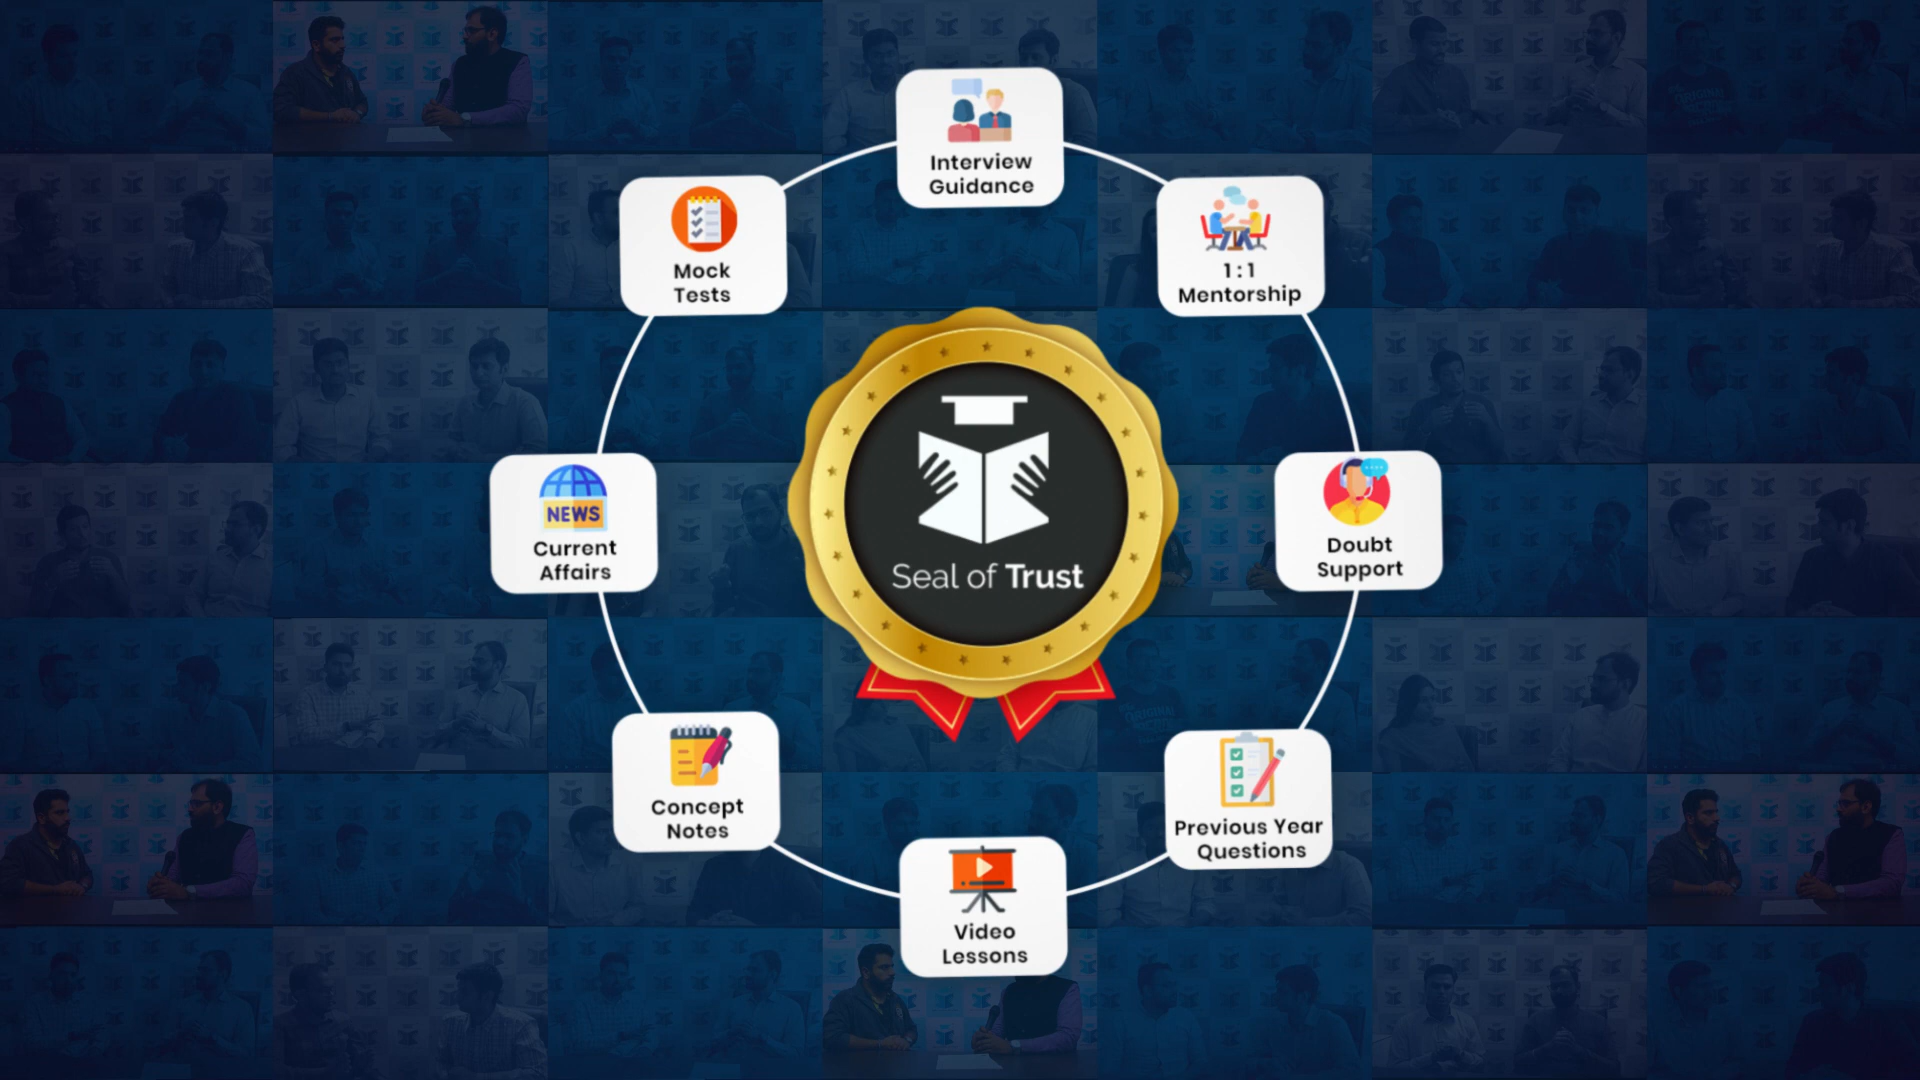 Interview
Guidance
Mock
Tests
1 : 1
Mentorship
NEWS
Current
Affairs
Seal of Trust
Doubt
Support
Concept
Notes
Previous Year
Questions
Video
Lessons